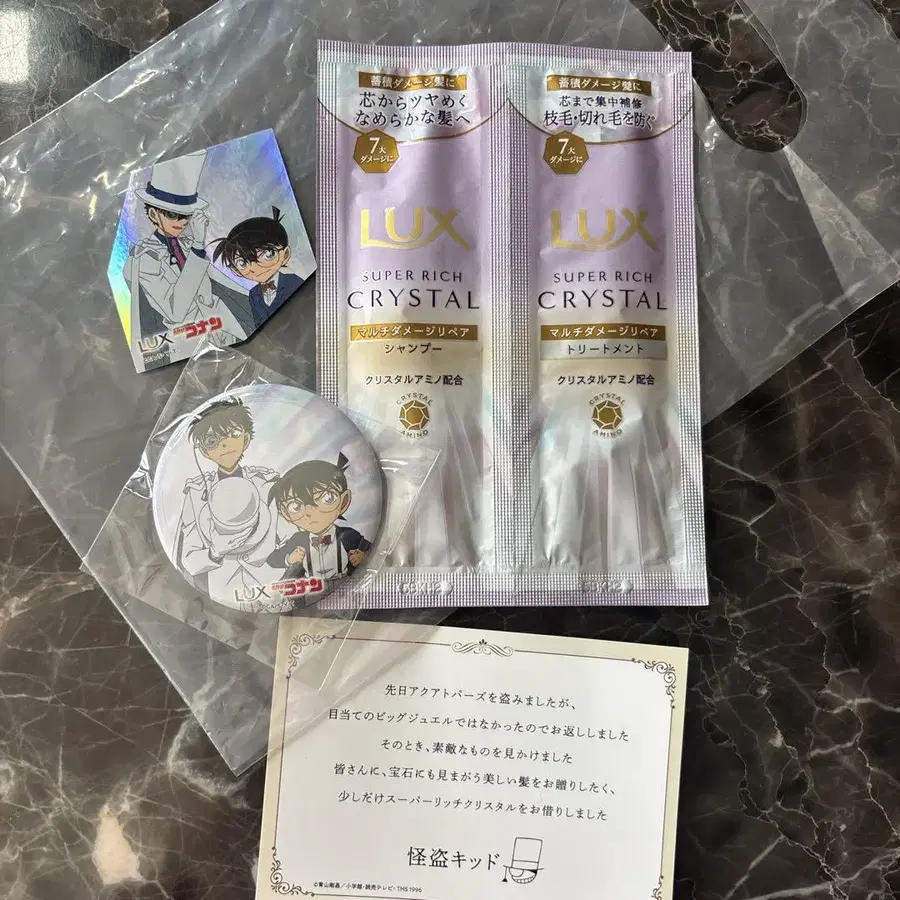 蓄積ダメージ髪に
芯からツヤめく
なめらかな髪へ
7大
ダメージに
LUX
SUPER RICH
CRYSTAL
マルチダメージリペア
シャンプー
クリスタルアミノ配合
CRYSTAL
AMINO
蓄積ダメージ髪に
芯まで集中補修
枝毛・切れ毛を防ぐ
7大
ダメージに
LUX
SUPER RICH
CRYSTAL
マルチダメージリペア
トリートメント
クリスタルアミノ配合
CRYSTAL
AMINO
LUX
コナン
LUX
コナン
先日アクアトパーズを盗みましたが、
目当てのビッグジュエルではなかったのでお返ししました
そのとき、素敵なものを見かけました
皆さんに、宝石にも見まがう美しい髪をお贈りしたく、
少しだけスーパーリッチクリスタルをお借りしました
怪盗キッド
©青山剛昌/小学館・読売テレビ・TMS 1996